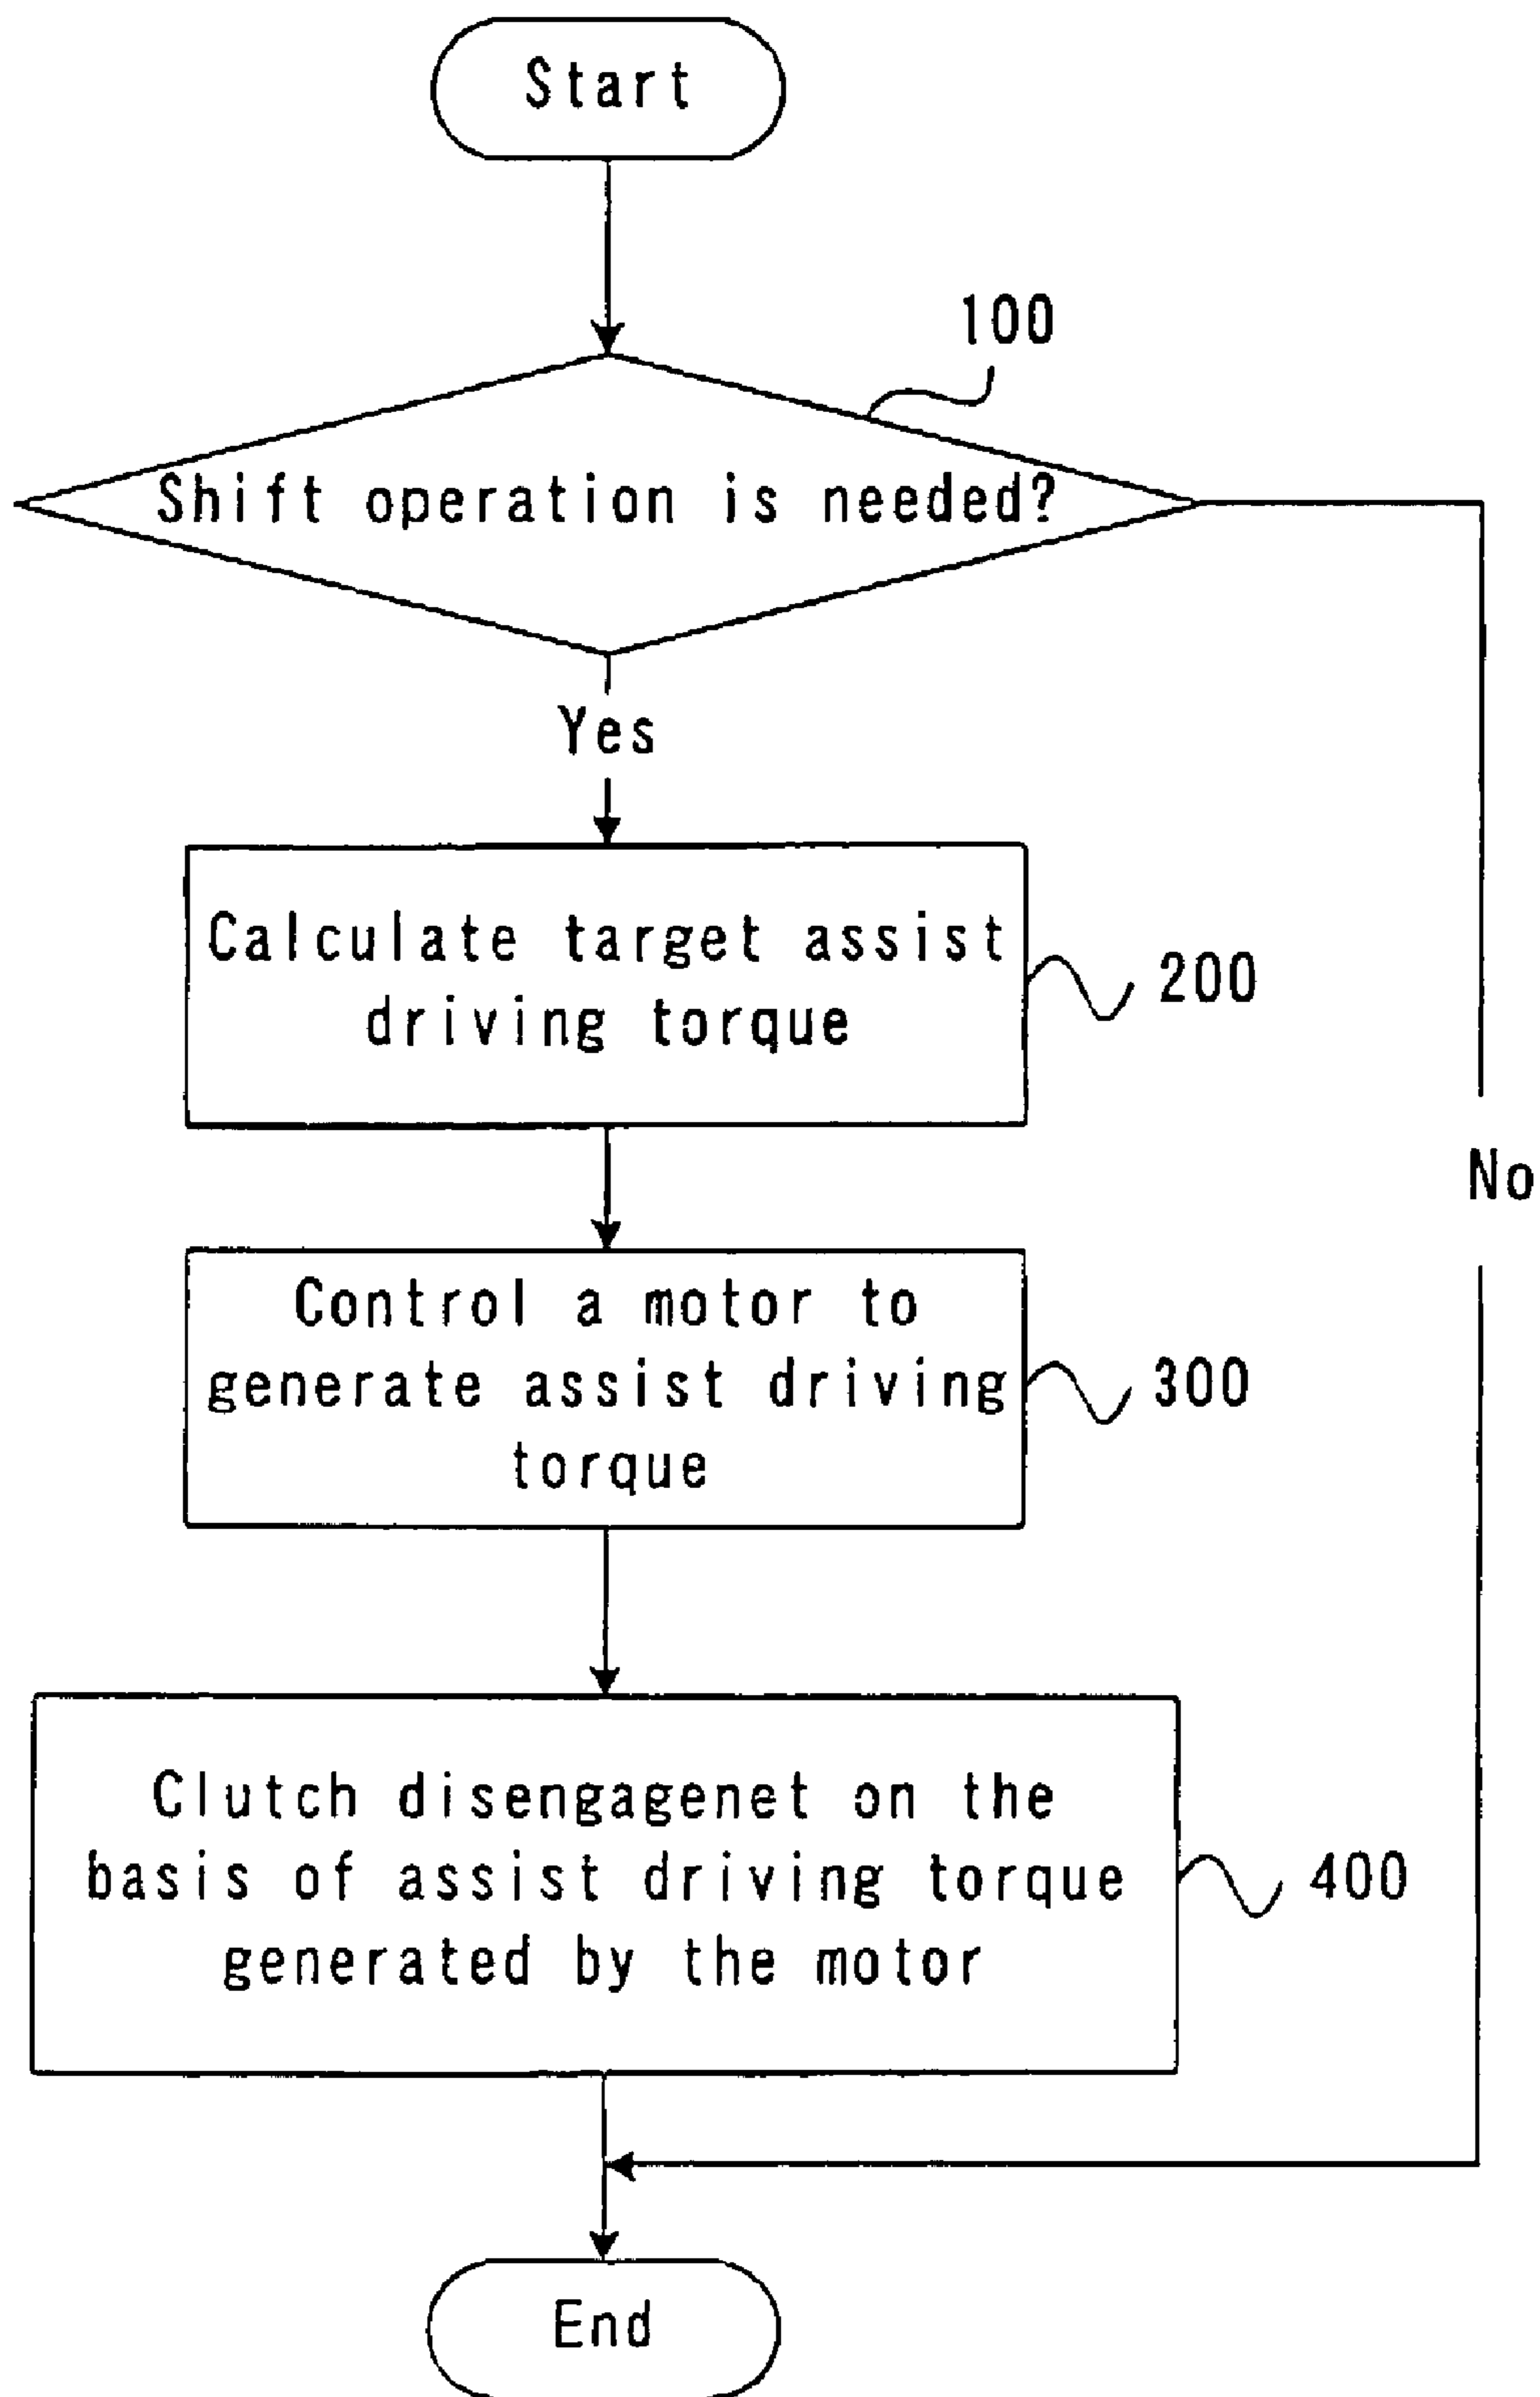 Start
100
Shift operation is needed?
Yes
Calculate target assist
driving torque
200
No
Control a motor to
generate assist driving
torque
300
Clutch disengagenet on the
basis of assist driving torque
generated by the motor
400
End